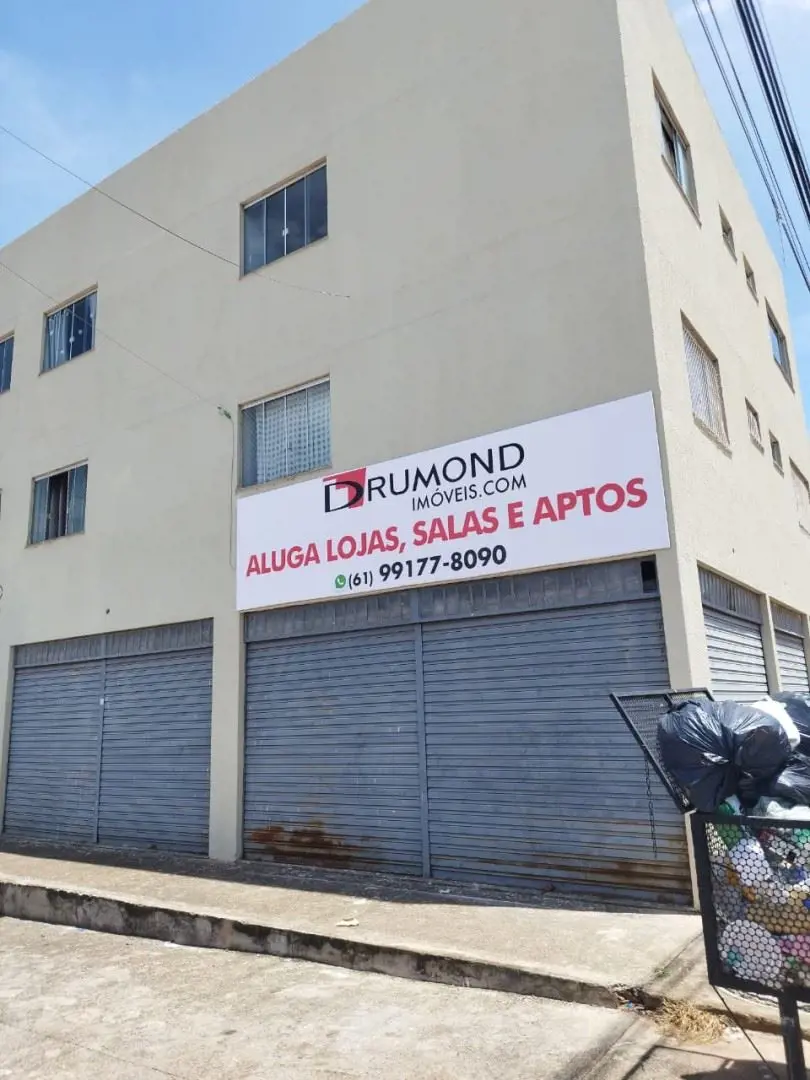 DRUMOND
IMÓVEIS.COM
ALUGA LOJAS, SALAS E APTOS
(61) 99177-8090